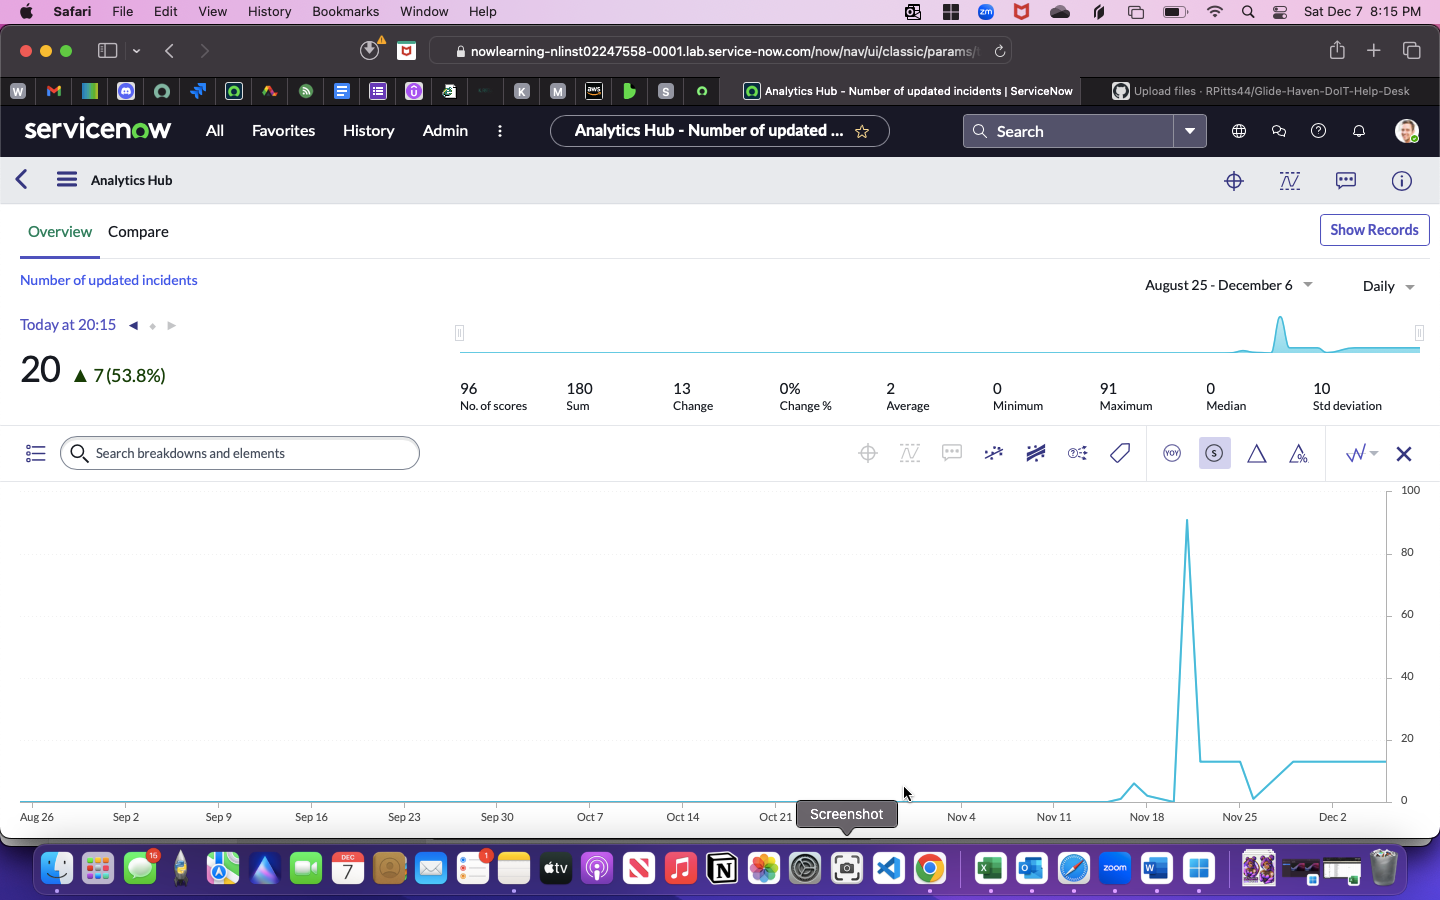 Safari File Edit View History Bookmarks Window Help
zm
Sat Dec 7 8:15 PM
nowlearning-nlinst02247558-0001.lab.service-now.com/now/nav/ui/classic/params/
W
K
M
aws
S
Analytics Hub - Number of updated incidents | ServiceNow
Upload files · RPitts44/Glide-Haven-DoIT-Help-Desk
servicenow
All Favorites History Admin
Analytics Hub - Number of updated ...
Search
Analytics Hub
Overview Compare
Show Records
Number of updated incidents
August 25 - December 6
Daily
Today at 20:15
20 ▲ 7 (53.8%)
96 180 13 0% 2 0 91 0 10
No. of scores Sum Change Change % Average Minimum Maximum Median Std deviation
Search breakdowns and elements
YOY
S
%
100
80
60
40
20
0
Aug 26 Sep 2 Sep 9 Sep 16 Sep 23 Sep 30 Oct 7 Oct 14 Oct 21 Nov 4 Nov 11 Nov 18 Nov 25 Dec 2
Screenshot
16
DEC
7
1
tv
N
zoom
W